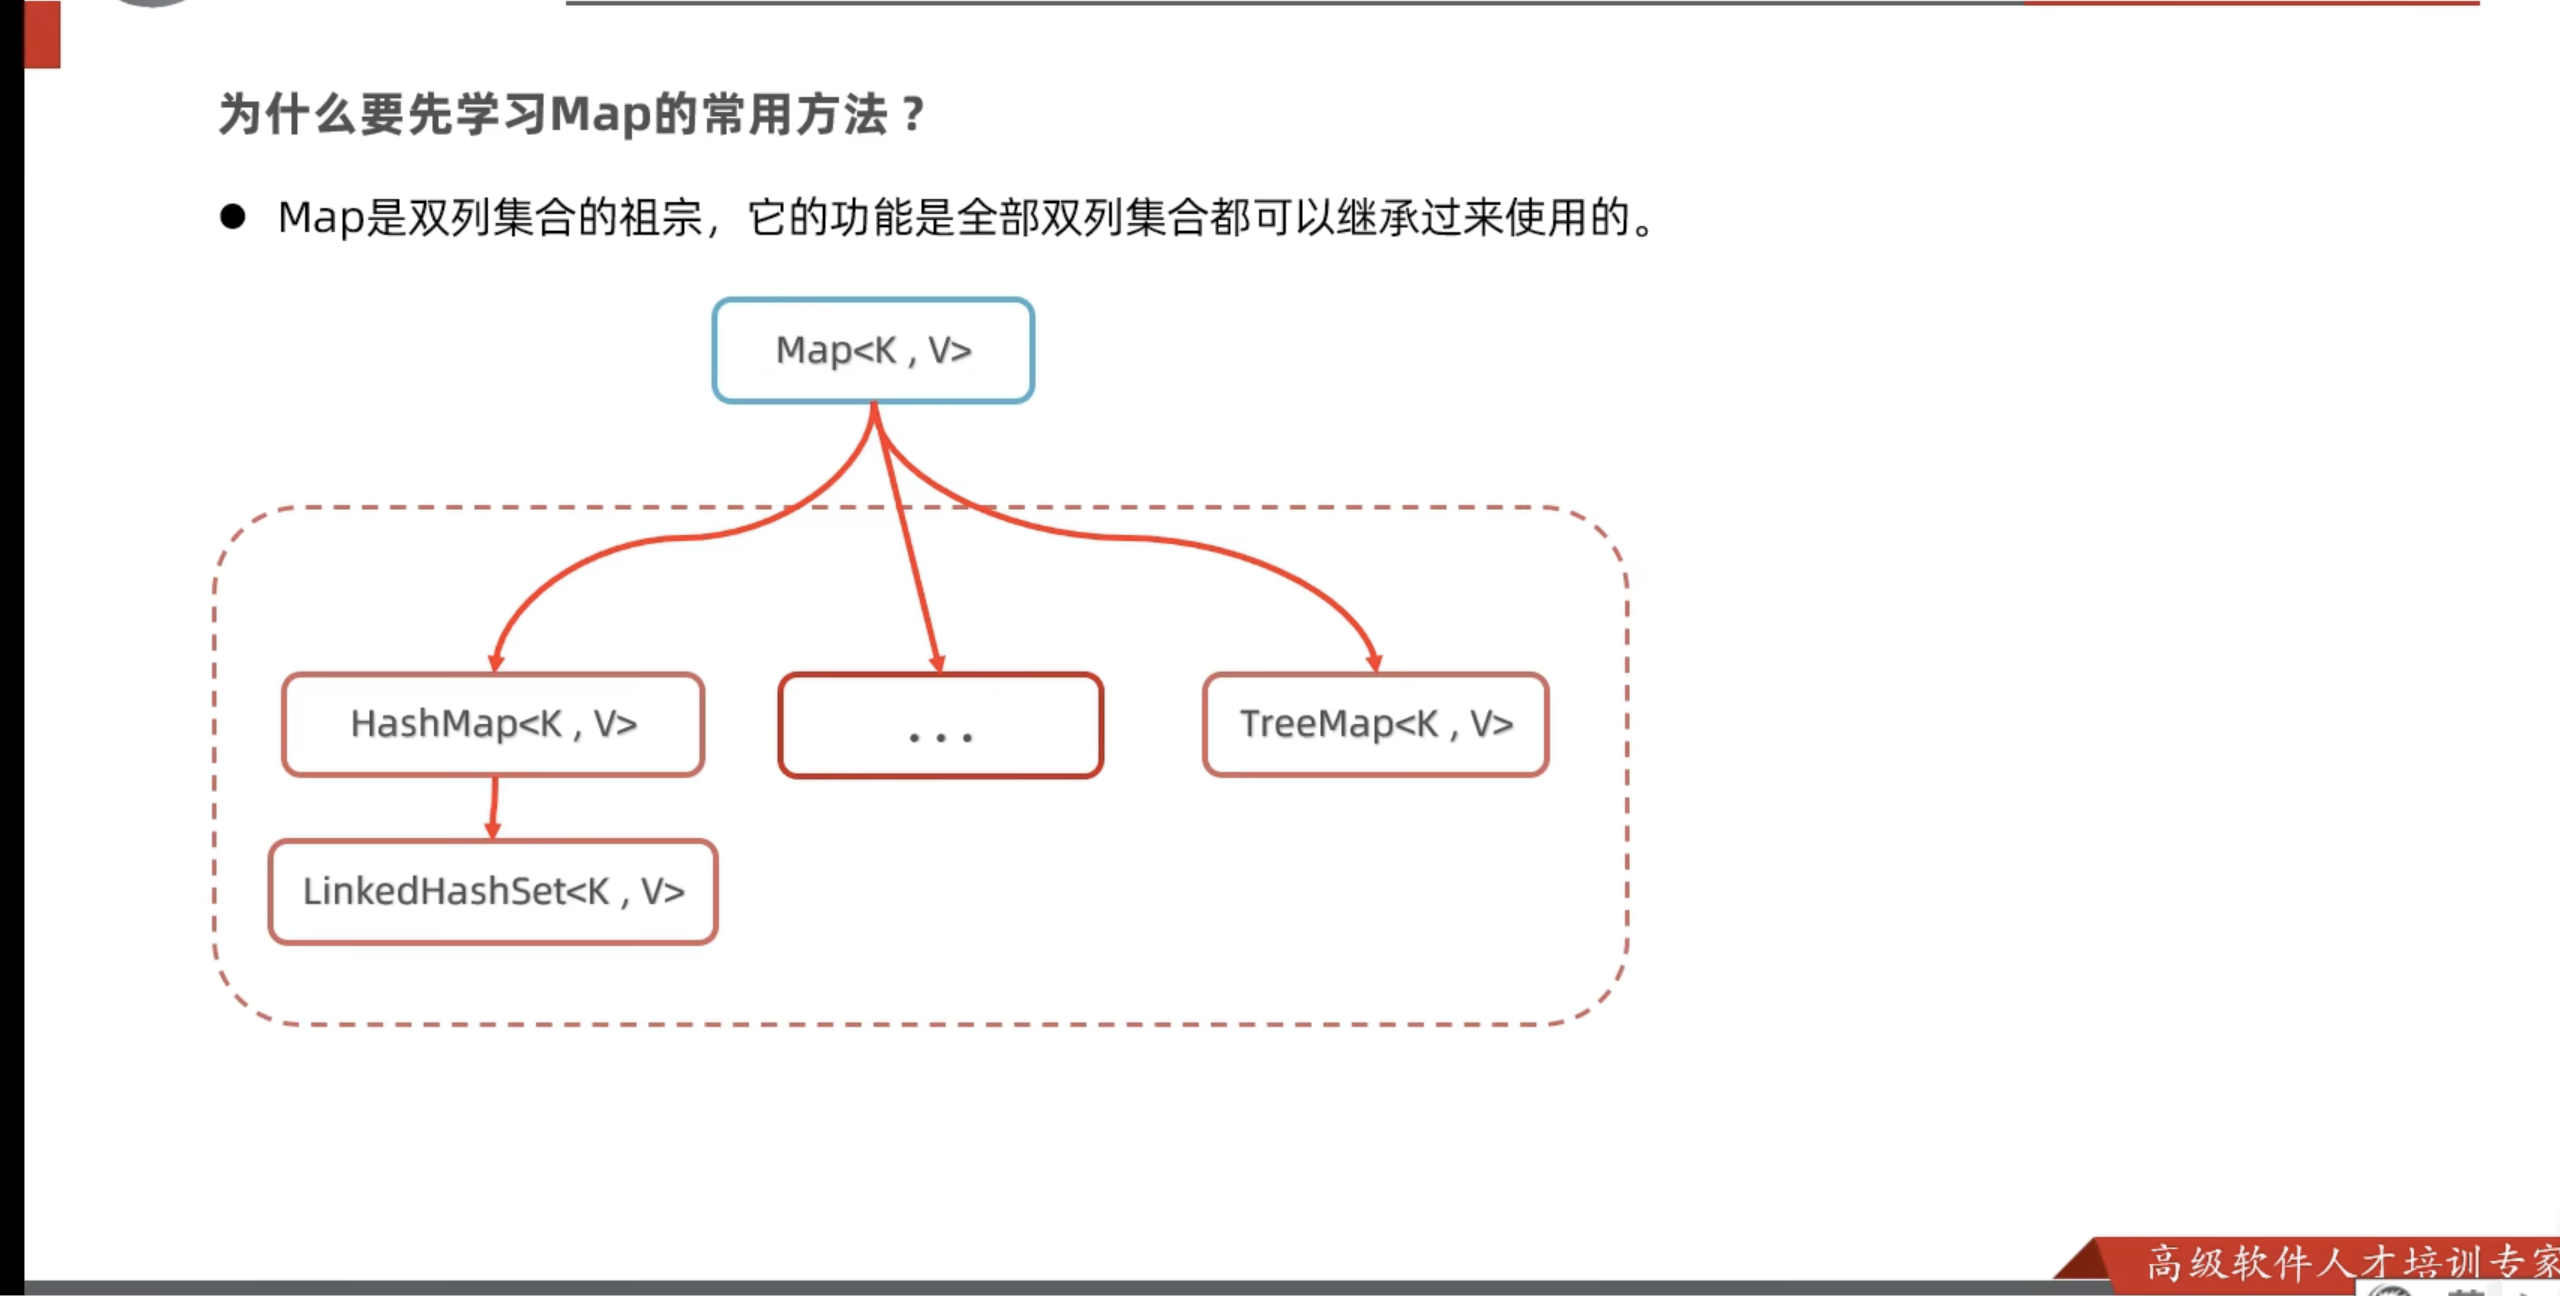 为什么要先学习Map的常用方法？
Map是双列集合的祖宗，它的功能是全部双列集合都可以继承过来使用的。
Map<K , V>
HashMap<K , V>
...
TreeMap<K , V>
LinkedHashSet<K , V>
高级软件人才培训专家